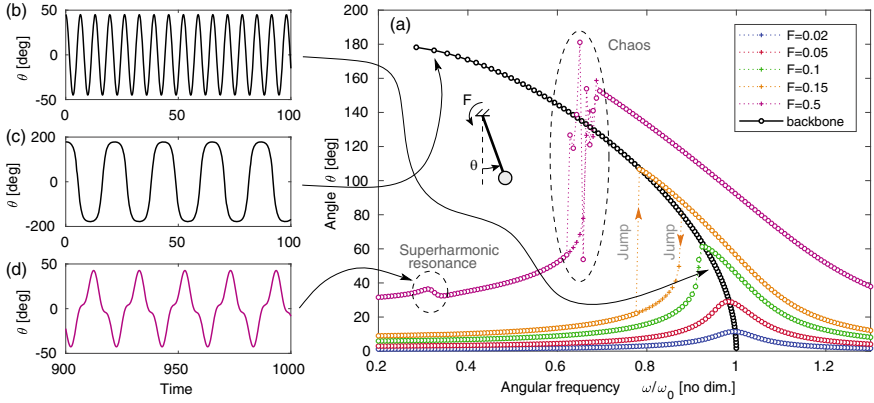 (b)
θ [deg]
50
0
-50
0
50
100
(c)
θ [deg]
200
0
-200
0
50
100
(d)
θ [deg]
50
0
-50
900
950
1000
Time
(a)
Angle θ [deg]
200
180
160
140
120
100
80
60
40
20
0
0.2
0.4
0.6
0.8
1
1.2
Angular frequency ω/ω₀ [no dim.]
Chaos
F
θ
Superharmonic
resonance
Jump
Jump
F=0.02
F=0.05
F=0.1
F=0.15
F=0.5
backbone